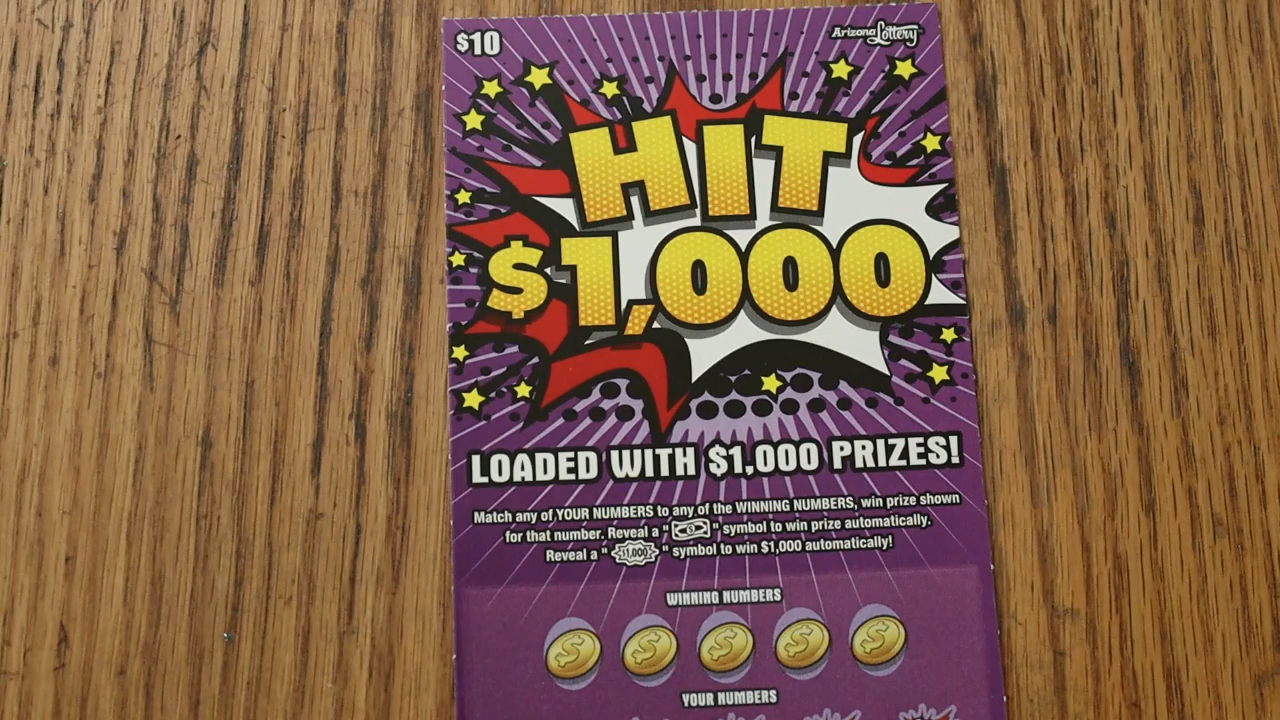 $10
Arizona Lottery
HIT
$1,000
LOADED WITH $1,000 PRIZES!
Match any of YOUR NUMBERS to any of the WINNING NUMBERS, win prize shown
for that number. Reveal a " $ " symbol to win prize automatically.
Reveal a " $1,000 " symbol to win $1,000 automatically!
WINNING NUMBERS
$ $ $ $ $
YOUR NUMBERS